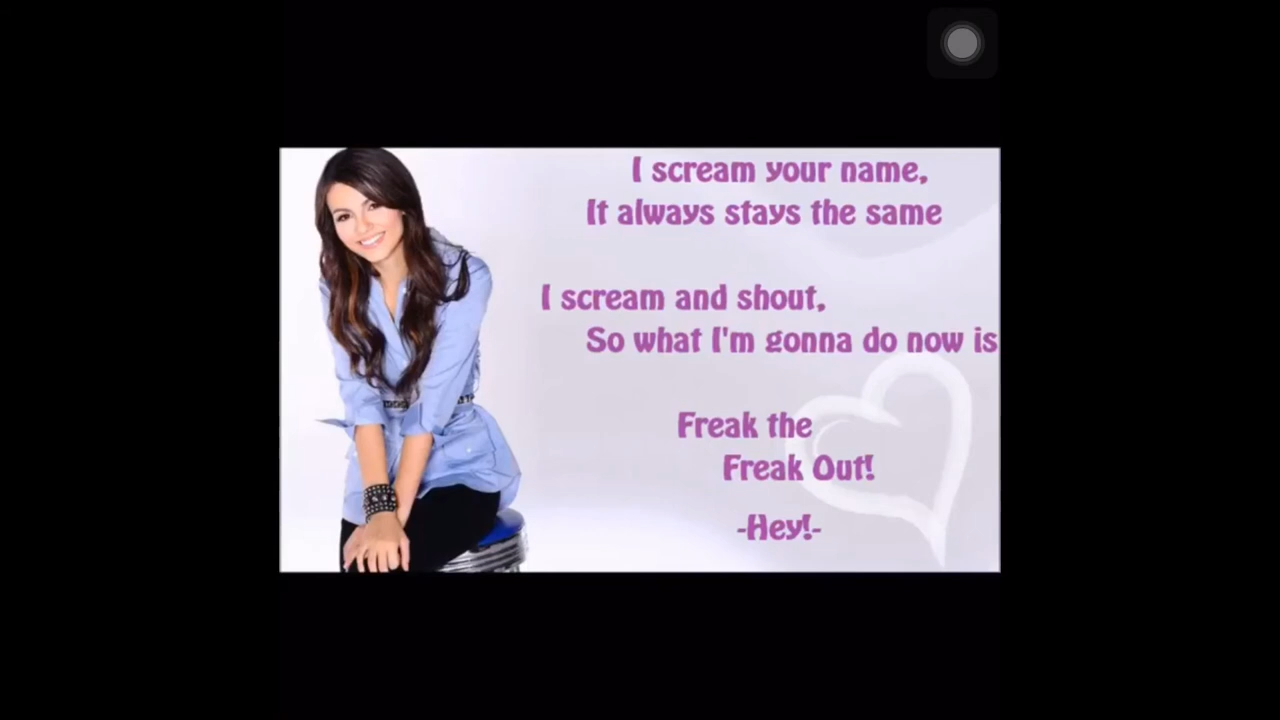 I scream your name,
It always stays the same
I scream and shout,
So what I'm gonna do now is
Freak the
Freak Out!
-Hey!-